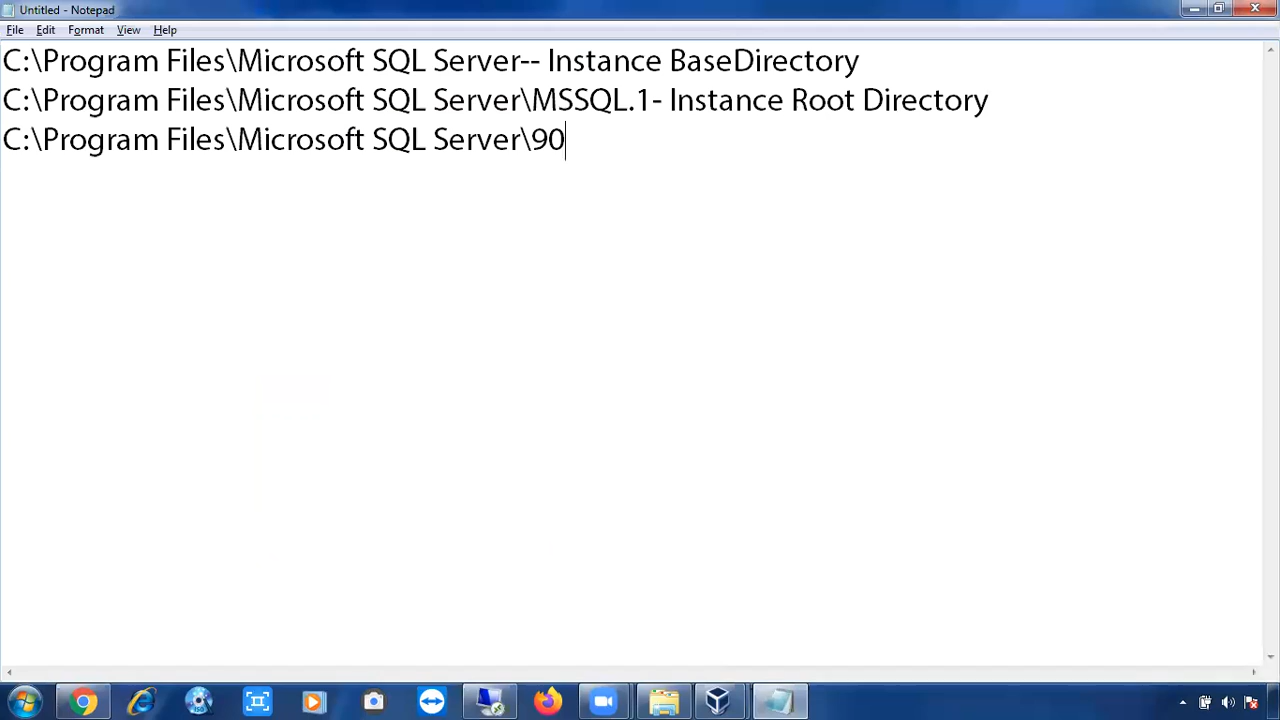 Untitled - Notepad
File Edit Format View Help
C:\Program Files\Microsoft SQL Server-- Instance BaseDirectory
C:\Program Files\Microsoft SQL Server\MSSQL.1- Instance Root Directory
C:\Program Files\Microsoft SQL Server\90